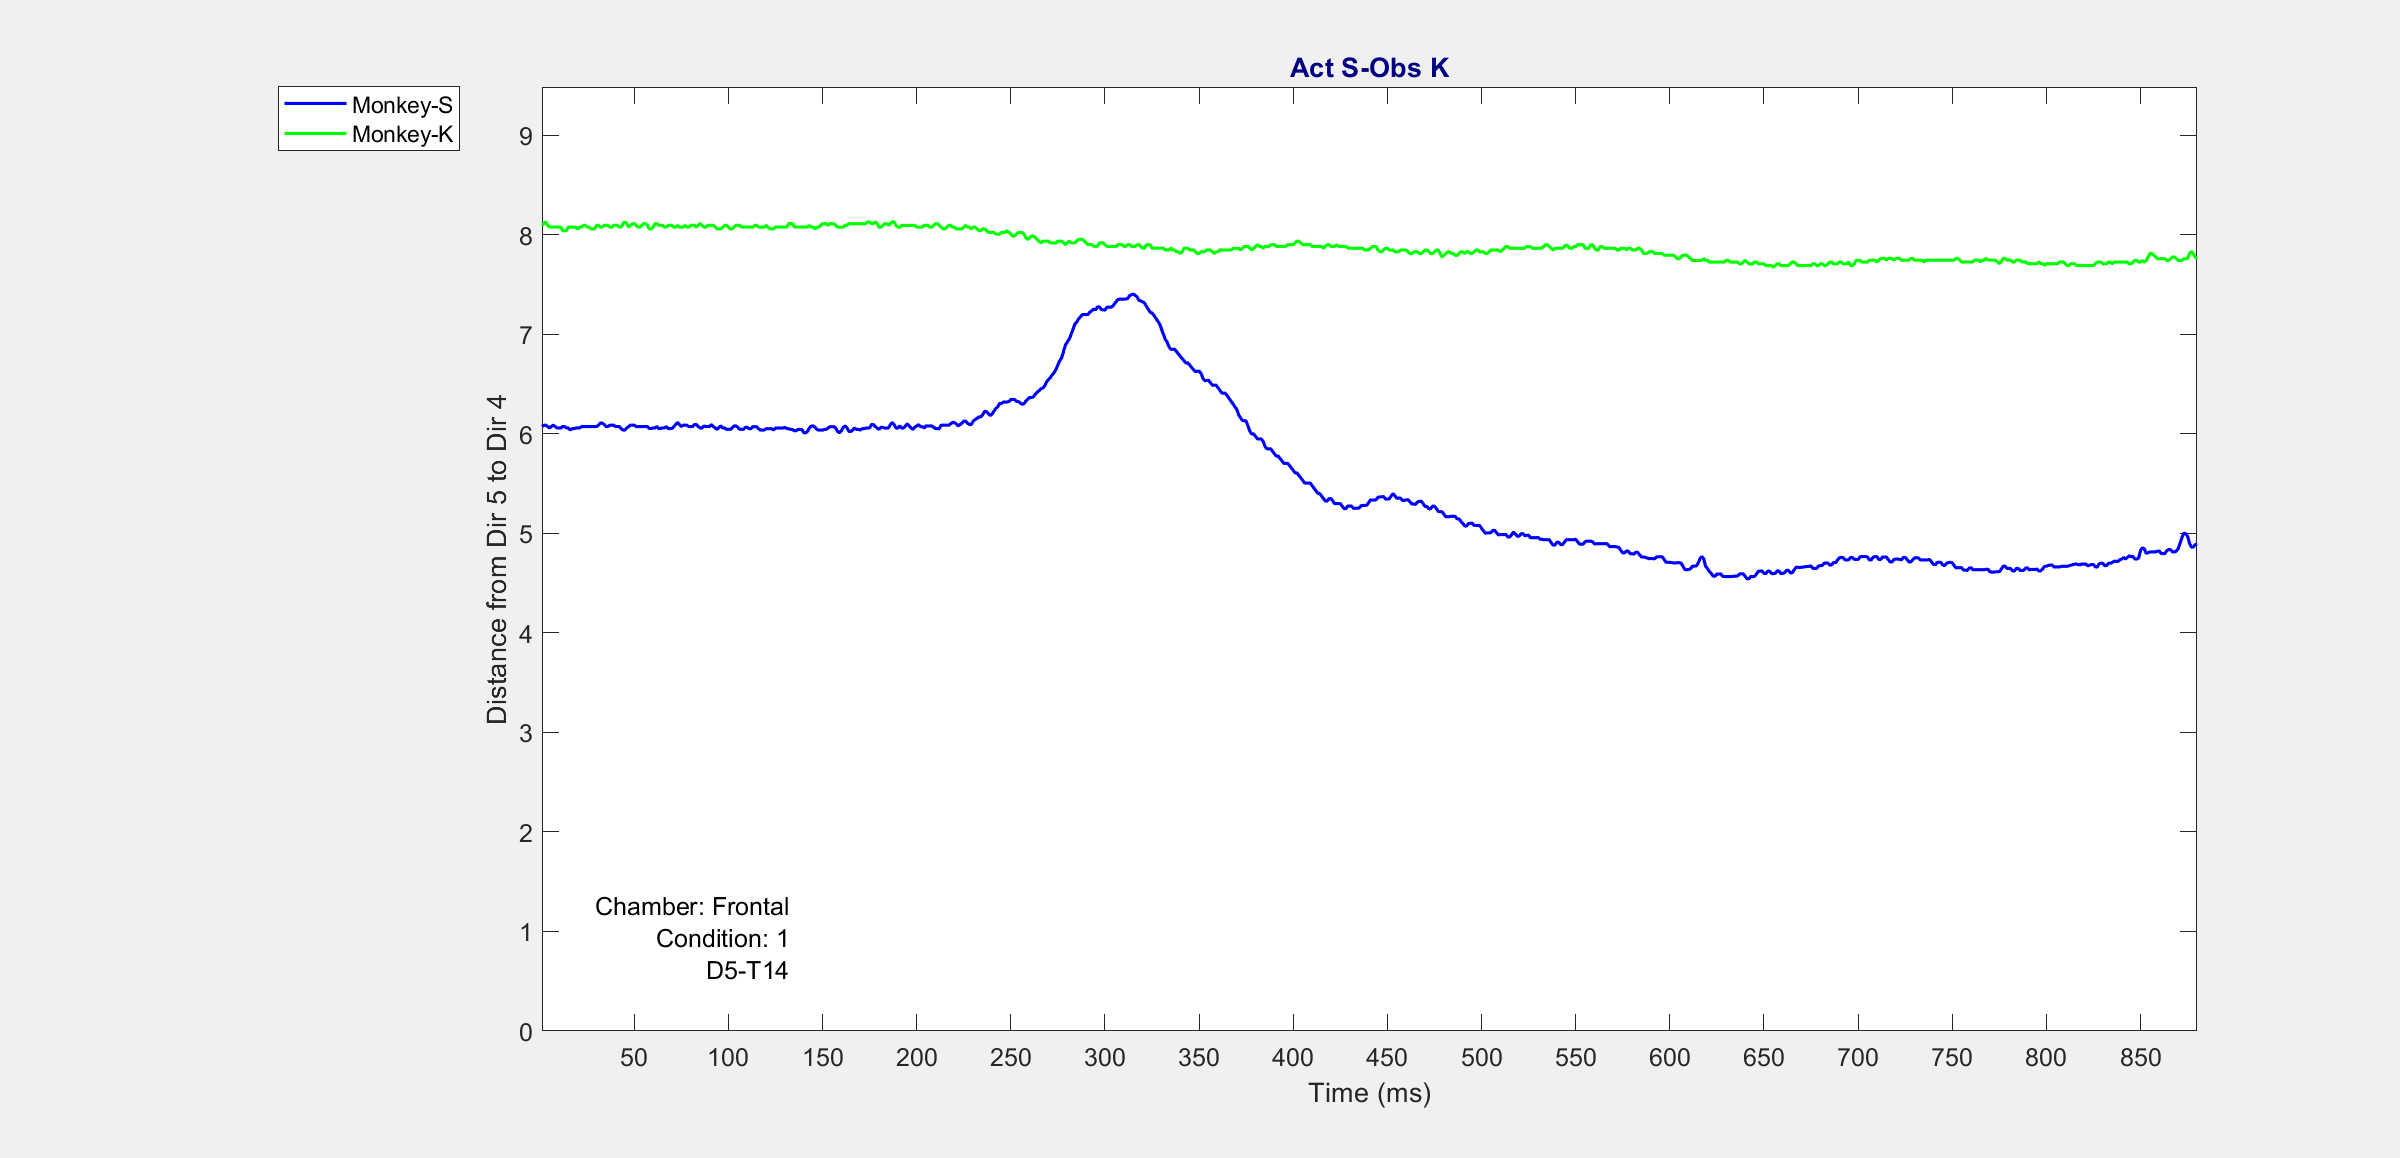 Act S-Obs K
Monkey-S
Monkey-K
Distance from Dir 5 to Dir 4
9
8
7
6
5
4
3
2
1
0
Chamber: Frontal
Condition: 1
D5-T14
50 100 150 200 250 300 350 400 450 500 550 600 650 700 750 800 850
Time (ms)